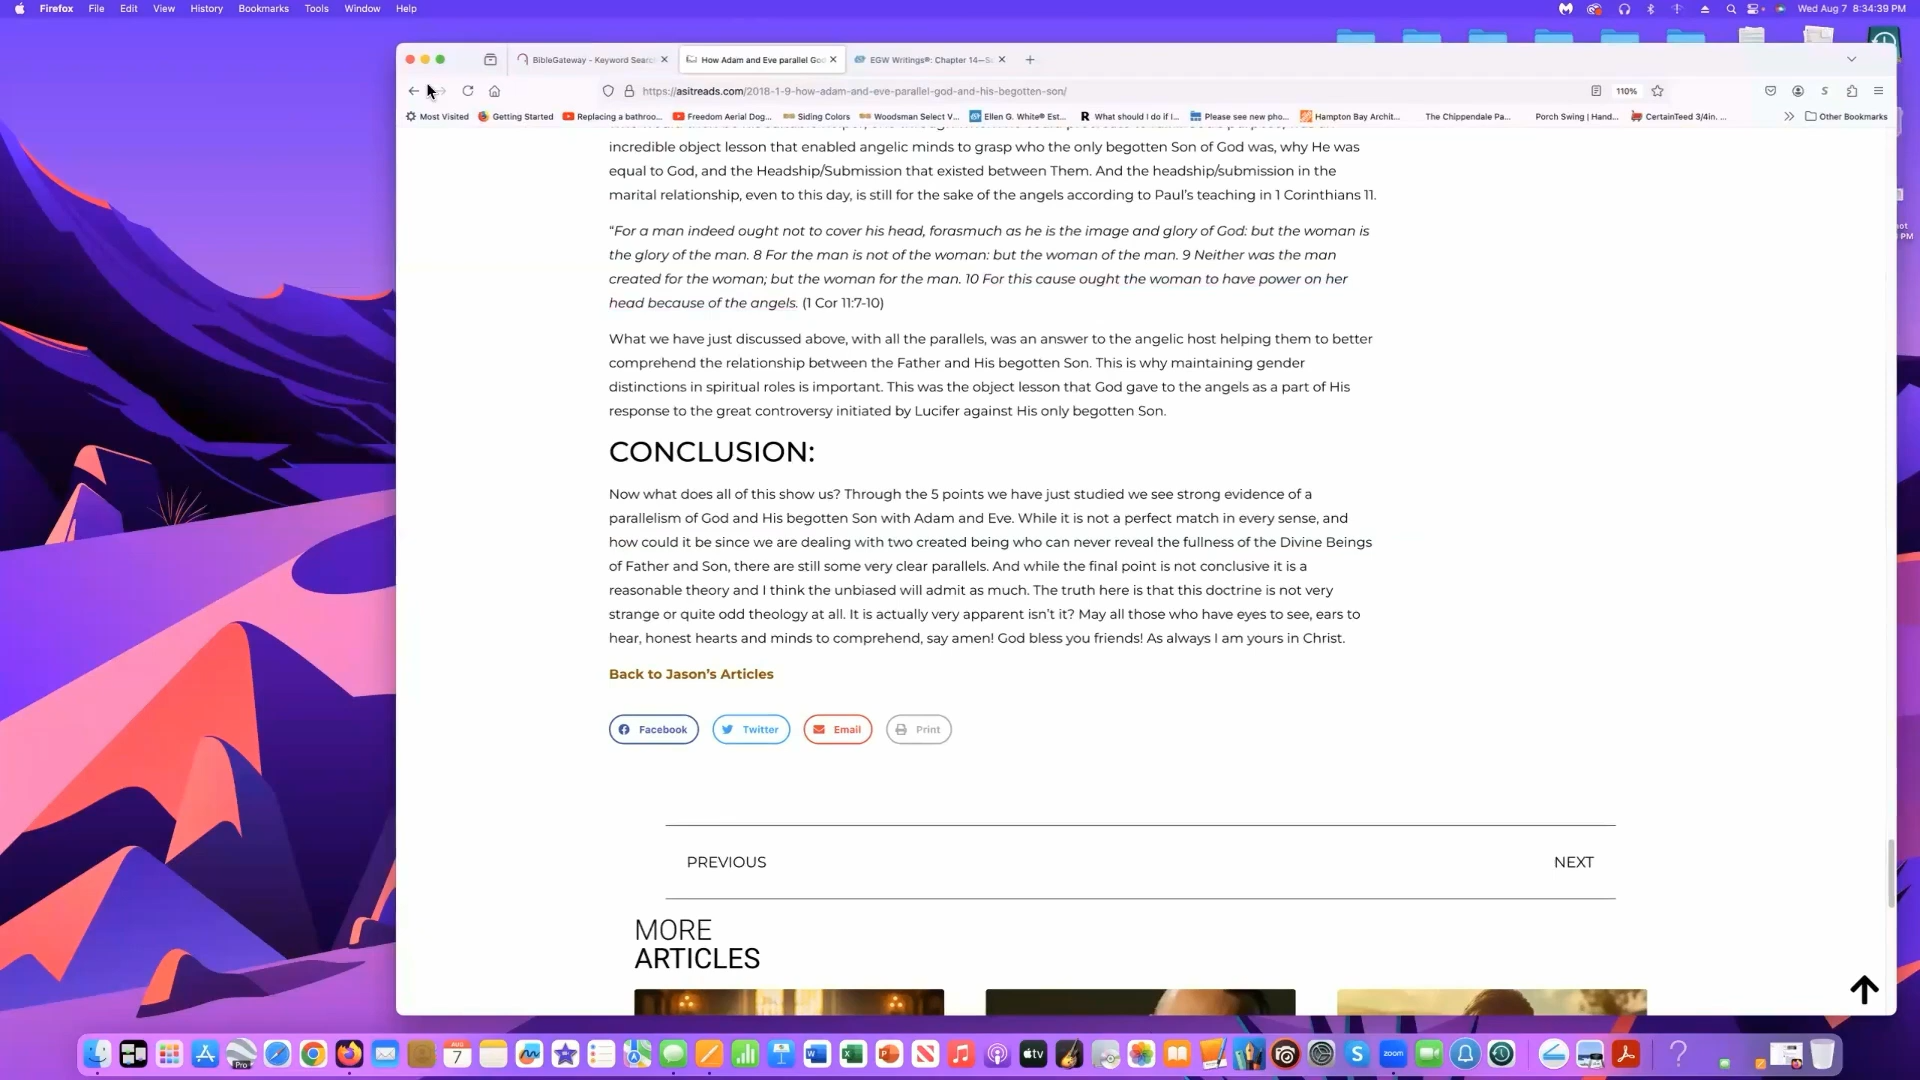 Firefox File Edit View History Bookmarks Tools Window Help
Wed Aug 7 8:34:39 PM
BibleGateway - Keyword Searc
How Adam and Eve parallel Go
EGW Writings®: Chapter 14—S
https://asitreads.com/2018-1-9-how-adam-and-eve-parallel-god-and-his-begotten-son/
110%
Most Visited Getting Started Replacing a bathroo... Freedom Aerial Dog... Siding Colors Woodsman Select V... Ellen G. White® Est... What should I do if I... Please see new pho... Hampton Bay Archit... The Chippendale Pa... Porch Swing | Hand... CertainTeed 3/4in. ... Other Bookmarks
incredible object lesson that enabled angelic minds to grasp who the only begotten Son of God was, why He was
equal to God, and the Headship/Submission that existed between Them. And the headship/submission in the
marital relationship, even to this day, is still for the sake of the angels according to Paul's teaching in 1 Corinthians 11.
“For a man indeed ought not to cover his head, forasmuch as he is the image and glory of God: but the woman is
the glory of the man. 8 For the man is not of the woman: but the woman of the man. 9 Neither was the man
created for the woman; but the woman for the man. 10 For this cause ought the woman to have power on her
head because of the angels. (1 Cor 11:7-10)
What we have just discussed above, with all the parallels, was an answer to the angelic host helping them to better
comprehend the relationship between the Father and His begotten Son. This is why maintaining gender
distinctions in spiritual roles is important. This was the object lesson that God gave to the angels as a part of His
response to the great controversy initiated by Lucifer against His only begotten Son.
CONCLUSION:
Now what does all of this show us? Through the 5 points we have just studied we see strong evidence of a
parallelism of God and His begotten Son with Adam and Eve. While it is not a perfect match in every sense, and
how could it be since we are dealing with two created being who can never reveal the fullness of the Divine Beings
of Father and Son, there are still some very clear parallels. And while the final point is not conclusive it is a
reasonable theory and I think the unbiased will admit as much. The truth here is that this doctrine is not very
strange or quite odd theology at all. It is actually very apparent isn't it? May all those who have eyes to see, ears to
hear, honest hearts and minds to comprehend, say amen! God bless you friends! As always I am yours in Christ.
Back to Jason's Articles
Facebook Twitter Email Print
PREVIOUS
NEXT
MORE
ARTICLES
AUG
7
Pro
tv
zoom